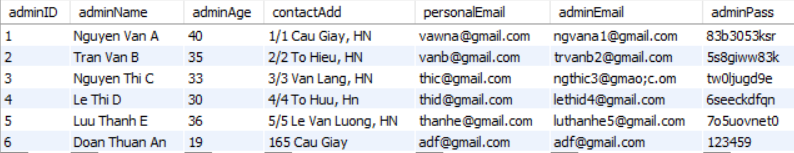 adminID adminName adminAge contactAdd personalEmail adminEmail adminPass
1 Nguyen Van A 40 1/1 Cau Giay, HN vawna@gmail.com ngvana1@gmail.com 83b3053ksr
2 Tran Van B 35 2/2 To Hieu, HN vanb@gmail.com trvanb2@gmail.com 5s8giww83k
3 Nguyen Thi C 33 3/3 Van Lang, HN thic@gmail.com ngthic3@gmao;c.om tw0ljugd9e
4 Le Thi D 30 4/4 To Huu, Hn thid@gmail.com lethid4@gmail.com 6seeckdfqn
5 Luu Thanh E 36 5/5 Le Van Luong, HN thanhe@gmail.com luthanhe5@gmail.com 7o5uovnet0
6 Doan Thuan An 19 165 Cau Giay adf@gmail.com adf@gmail.com 123459